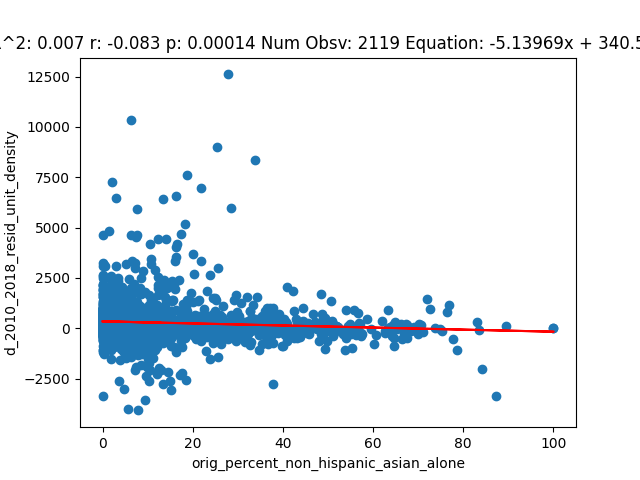 ^2: 0.007 r: -0.083 p: 0.00014 Num Obsv: 2119 Equation: -5.13969x + 340.5
12500
10000
7500
5000
2500
0
−2500
d_2010_2018_resid_unit_density
0 20 40 60 80 100
orig_percent_non_hispanic_asian_alone